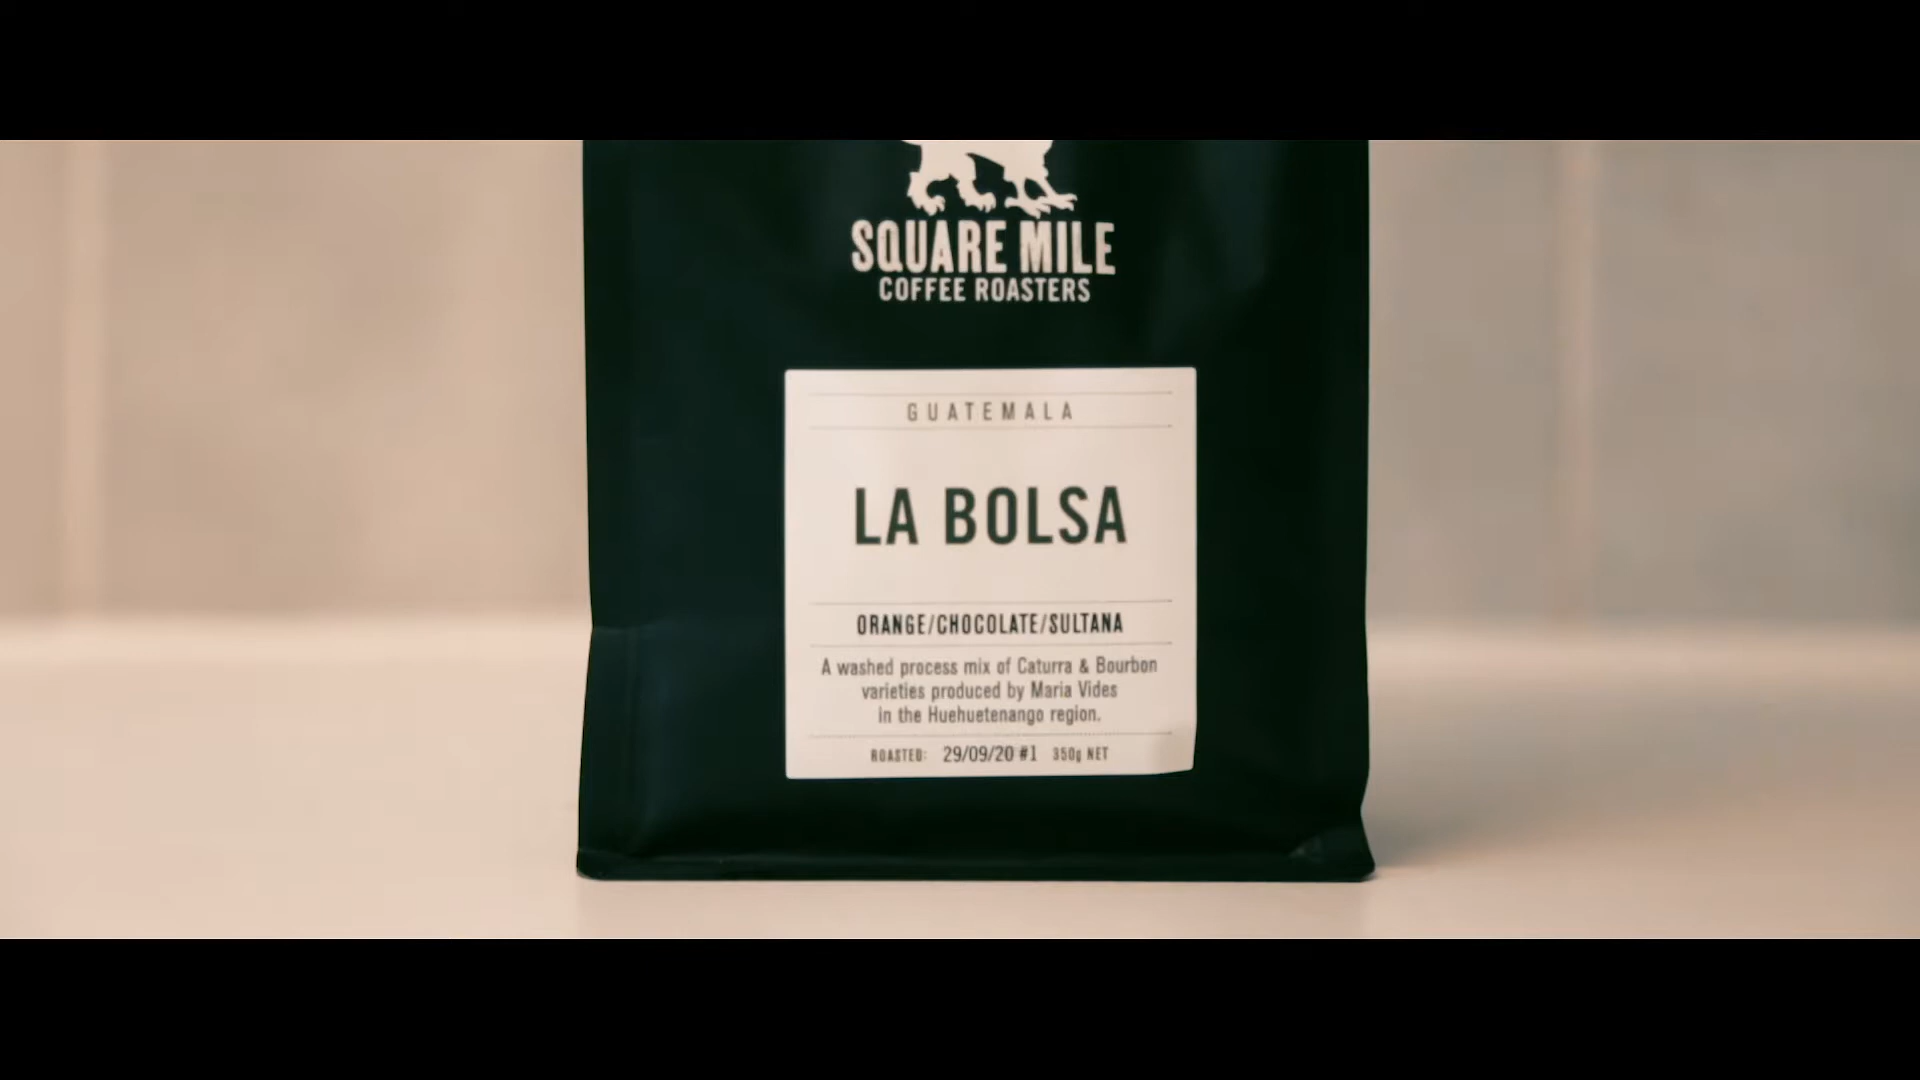 SQUARE MILE
COFFEE ROASTERS
GUATEMALA
LA BOLSA
ORANGE/CHOCOLATE/SULTANA
A washed process mix of Caturra & Bourbon
varieties produced by Maria Vides
in the Huehuetenango region.
ROASTED: 29/09/20 #1 350g NET